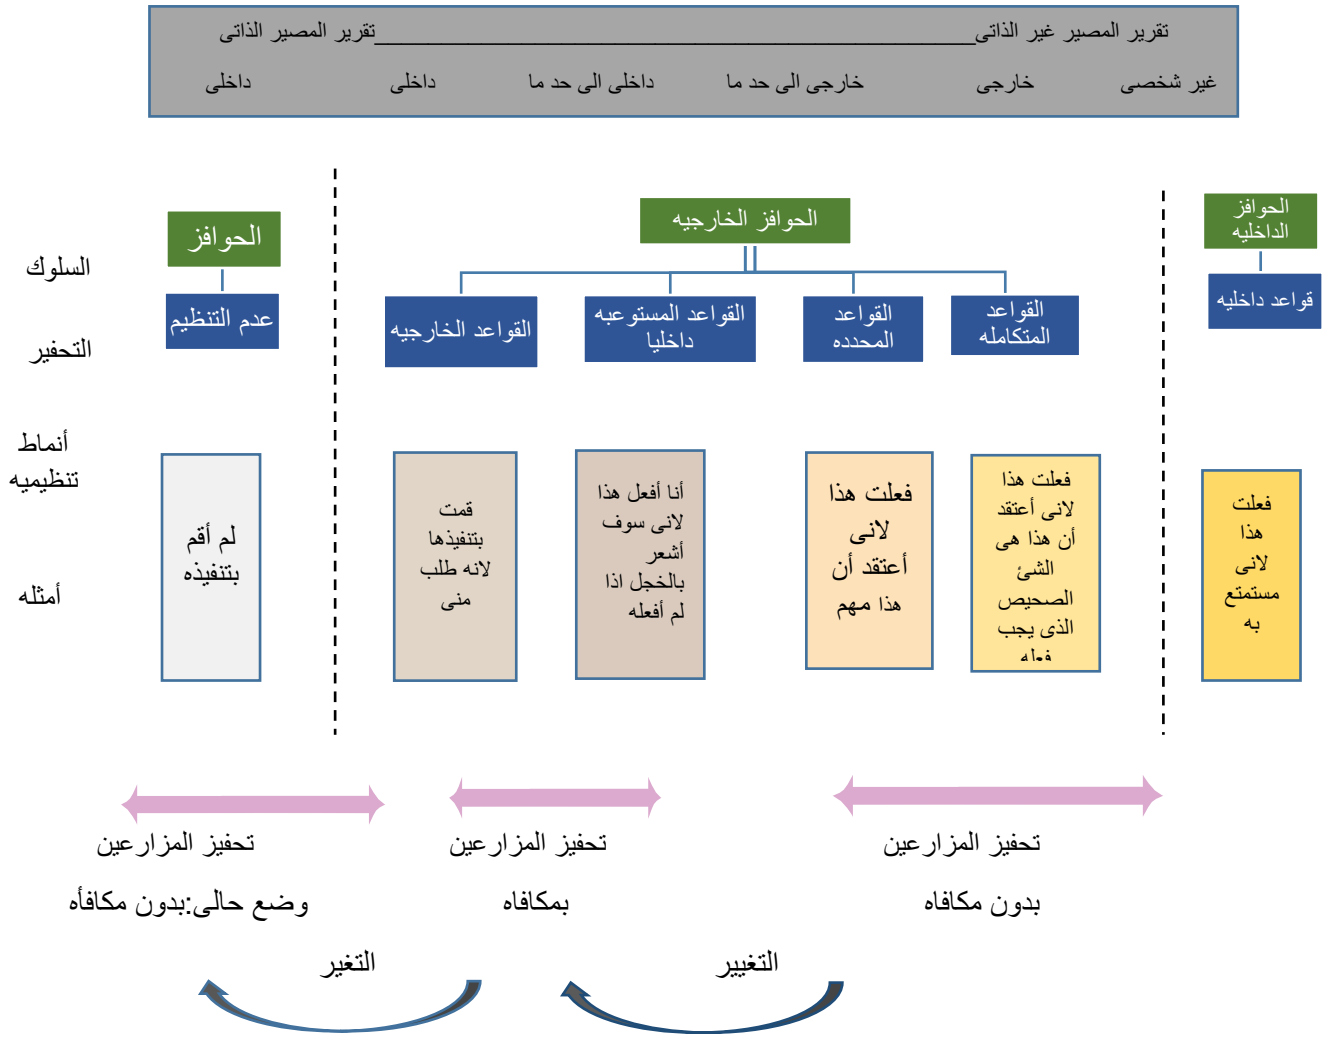 تقرير المصير غير الذاتى_______________________________________________تقرير المصير الذاتى
غير شخصى خارجى خارجى الى حد ما داخلى الى حد ما داخلى داخلى
الحوافز
الداخليه
قواعد داخليه
الحوافز الخارجيه
القواعد
المتكامله
القواعد
المحدده
القواعد المستوعبه
داخليا
القواعد الخارجيه
الحوافز
عدم التنظيم
السلوك
التحفير
أنماط
تنظيميه
أمثله
فعلت
هذا
لانى
مستمتع
به
فعلت هذا
لانى أعتقد
أن هذا هى
الشئ
الصحيص
الذى يجب
فعله
فعلت هذا
لانى
أعتقد أن
هذا مهم
أنا أفعل هذا
لانى سوف
أشعر
بالخجل اذا
لم أفعله
قمت
بتنفيذها
لانه طلب
منى
لم أقم
بتنفيذه
تحفيز المزارعين
بدون مكافاه
تحفيز المزارعين
بمكافاه
تحفيز المزارعين
وضع حالى:بدون مكافأه
التغيير
التغير